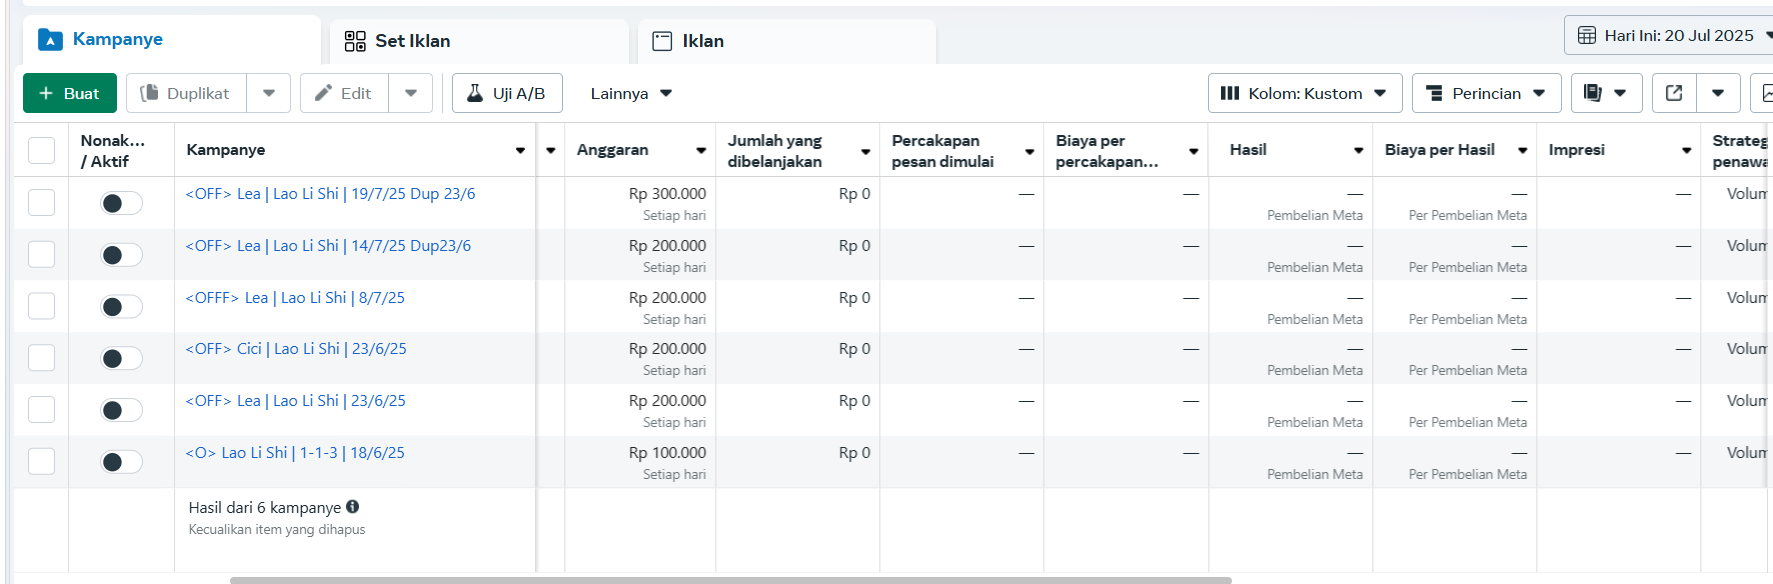 Kampanye
Set Iklan
Iklan
Hari Ini: 20 Jul 2025
+ Buat
Duplikat
Edit
Uji A/B
Lainnya
Kolom: Kustom
Perincian
Nonak...
/ Aktif
Kampanye
Anggaran
Jumlah yang
dibelanjakan
Percakapan
pesan dimulai
Biaya per
percakapan...
Hasil
Biaya per Hasil
Impresi
<OFF> Lea | Lao Li Shi | 19/7/25 Dup 23/6
Rp 300.000
Setiap hari
Rp 0
—
—
—
Pembelian Meta
—
Per Pembelian Meta
—
<OFF> Lea | Lao Li Shi | 14/7/25 Dup23/6
Rp 200.000
Setiap hari
Rp 0
—
—
—
Pembelian Meta
—
Per Pembelian Meta
—
<OFFF> Lea | Lao Li Shi | 8/7/25
Rp 200.000
Setiap hari
Rp 0
—
—
—
Pembelian Meta
—
Per Pembelian Meta
—
<OFF> Cici | Lao Li Shi | 23/6/25
Rp 200.000
Setiap hari
Rp 0
—
—
—
Pembelian Meta
—
Per Pembelian Meta
—
<OFF> Lea | Lao Li Shi | 23/6/25
Rp 200.000
Setiap hari
Rp 0
—
—
—
Pembelian Meta
—
Per Pembelian Meta
—
<O> Lao Li Shi | 1-1-3 | 18/6/25
Rp 100.000
Setiap hari
Rp 0
—
—
—
Pembelian Meta
—
Per Pembelian Meta
—
Hasil dari 6 kampanye
Kecualikan item yang dihapus